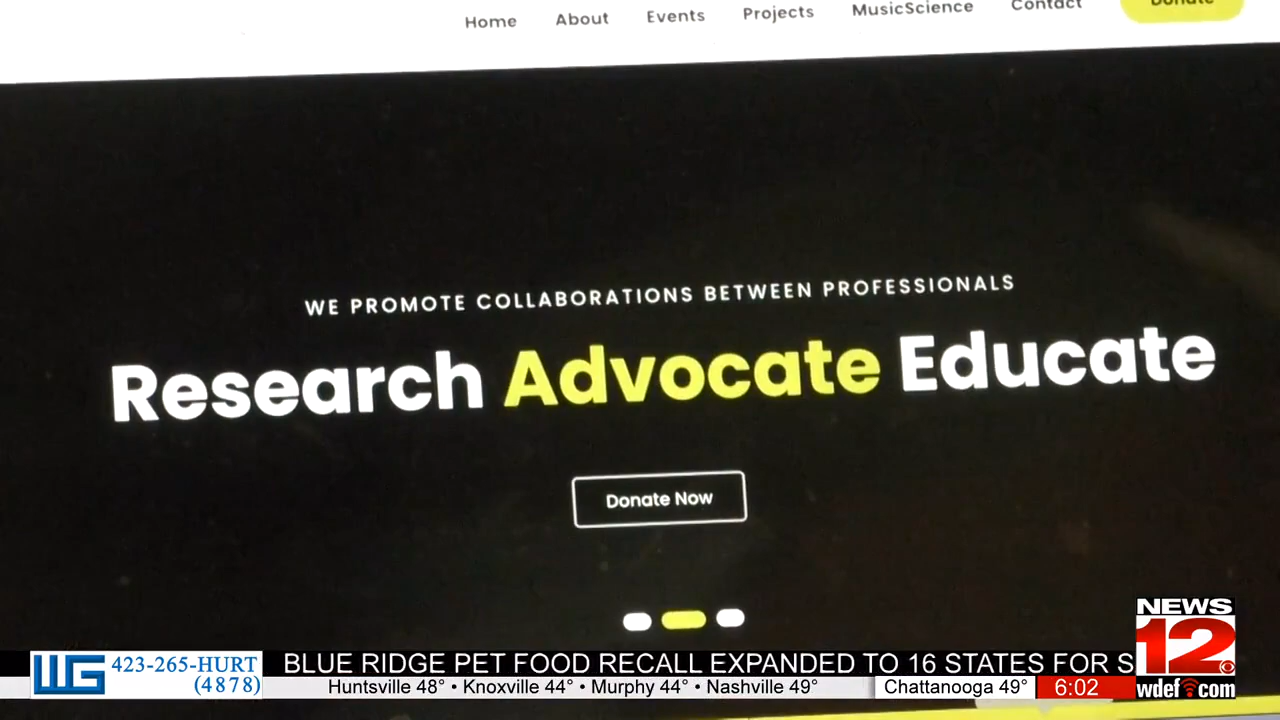 Home About Events Projects MusicScience Contact Donate
WE PROMOTE COLLABORATIONS BETWEEN PROFESSIONALS
Research Advocate Educate
Donate Now
NEWS
12
wdef.com
WG 423-265-HURT
(4878)
BLUE RIDGE PET FOOD RECALL EXPANDED TO 16 STATES FOR S
Huntsville 48° • Knoxville 44° • Murphy 44° • Nashville 49° Chattanooga 49° 6:02